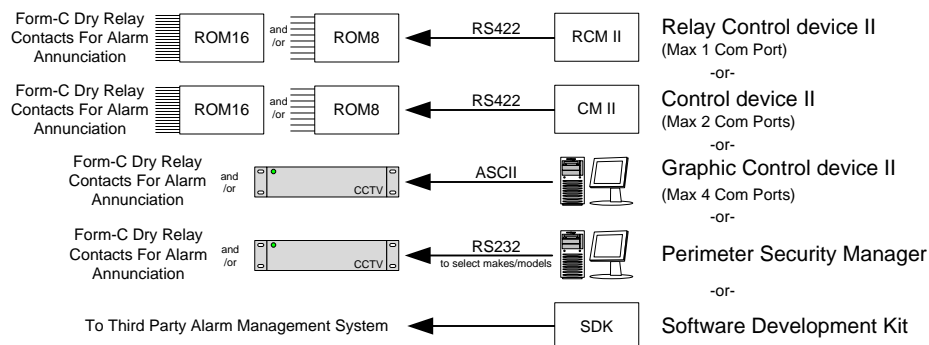 Form-C Dry Relay
Contacts For Alarm
Annunciation
ROM16
and
/or
ROM8
RS422
RCM II
Relay Control device II
(Max 1 Com Port)
-or-
Form-C Dry Relay
Contacts For Alarm
Annunciation
ROM16
and
/or
ROM8
RS422
CM II
Control device II
(Max 2 Com Ports)
-or-
Form-C Dry Relay
Contacts For Alarm
Annunciation
and
/or
CCTV
ASCII
Graphic Control device II
(Max 4 Com Ports)
-or-
Form-C Dry Relay
Contacts For Alarm
Annunciation
and
/or
CCTV
RS232
to select makes/models
Perimeter Security Manager
-or-
To Third Party Alarm Management System
SDK
Software Development Kit